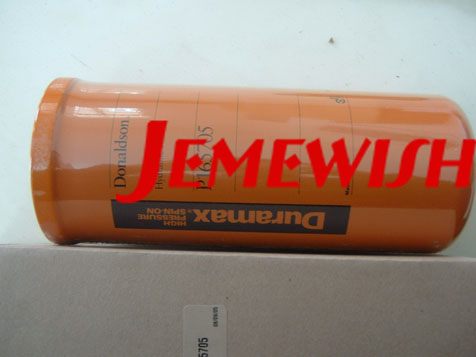 JEMEWISH
Donaldson
P165705
Duramax
HIGH
PRESSURE
SPIN-ON
5705